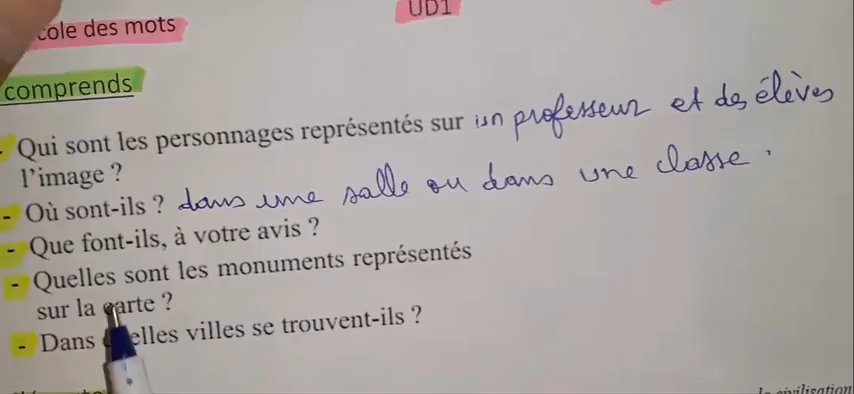 cole des mots
UD1
comprends
Qui sont les personnages représentés sur un professeur et des élèves
l'image ?
- Où sont-ils ? dans une salle ou dans une classe.
- Que font-ils, à votre avis ?
- Quelles sont les monuments représentés
sur la carte ?
- Dans elles villes se trouvent-ils ?